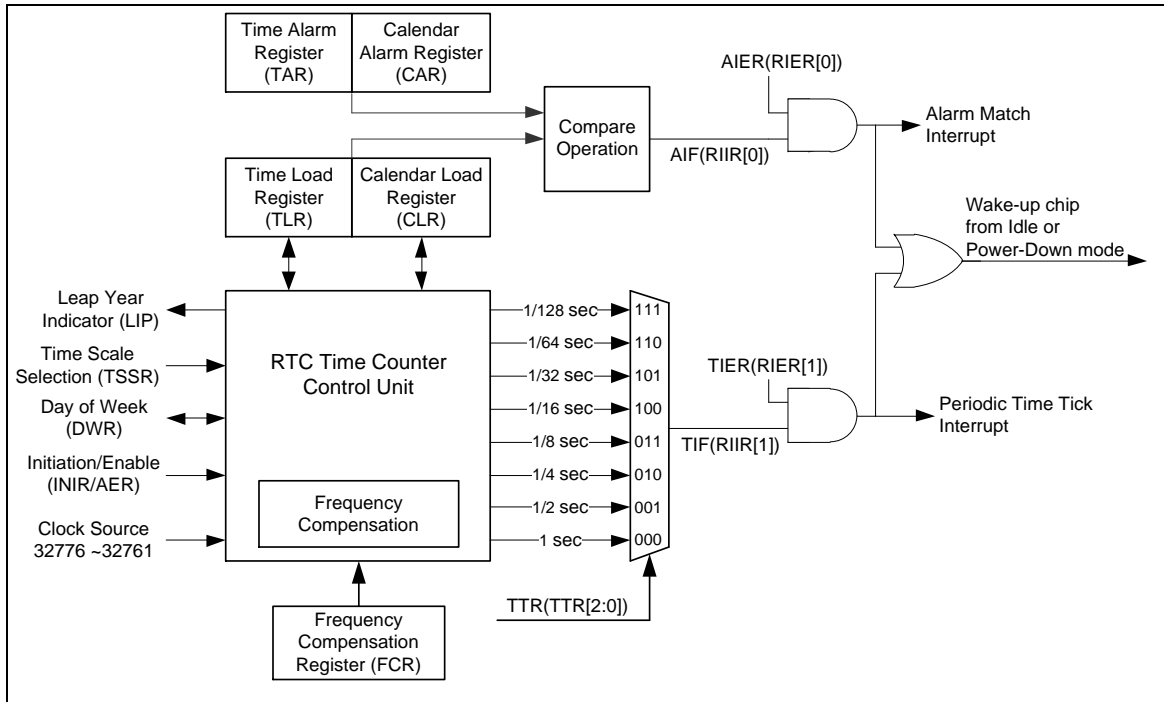 Time Alarm
Register
(TAR)
Calendar
Alarm Register
(CAR)
AIER(RIER[0])
Compare
Operation
AIF(RIIR[0])
Alarm Match
Interrupt
Time Load
Register
(TLR)
Calendar Load
Register
(CLR)
Wake-up chip
from Idle or
Power-Down mode
Leap Year
Indicator (LIP)
Time Scale
Selection (TSSR)
Day of Week
(DWR)
Initiation/Enable
(INIR/AER)
Clock Source
32776 ~32761
RTC Time Counter
Control Unit
Frequency
Compensation
1/128 sec 111
1/64 sec 110
1/32 sec 101
1/16 sec 100
1/8 sec 011
1/4 sec 010
1/2 sec 001
1 sec 000
TIER(RIER[1])
TIF(RIIR[1])
Periodic Time Tick
Interrupt
TTR(TTR[2:0])
Frequency
Compensation
Register (FCR)